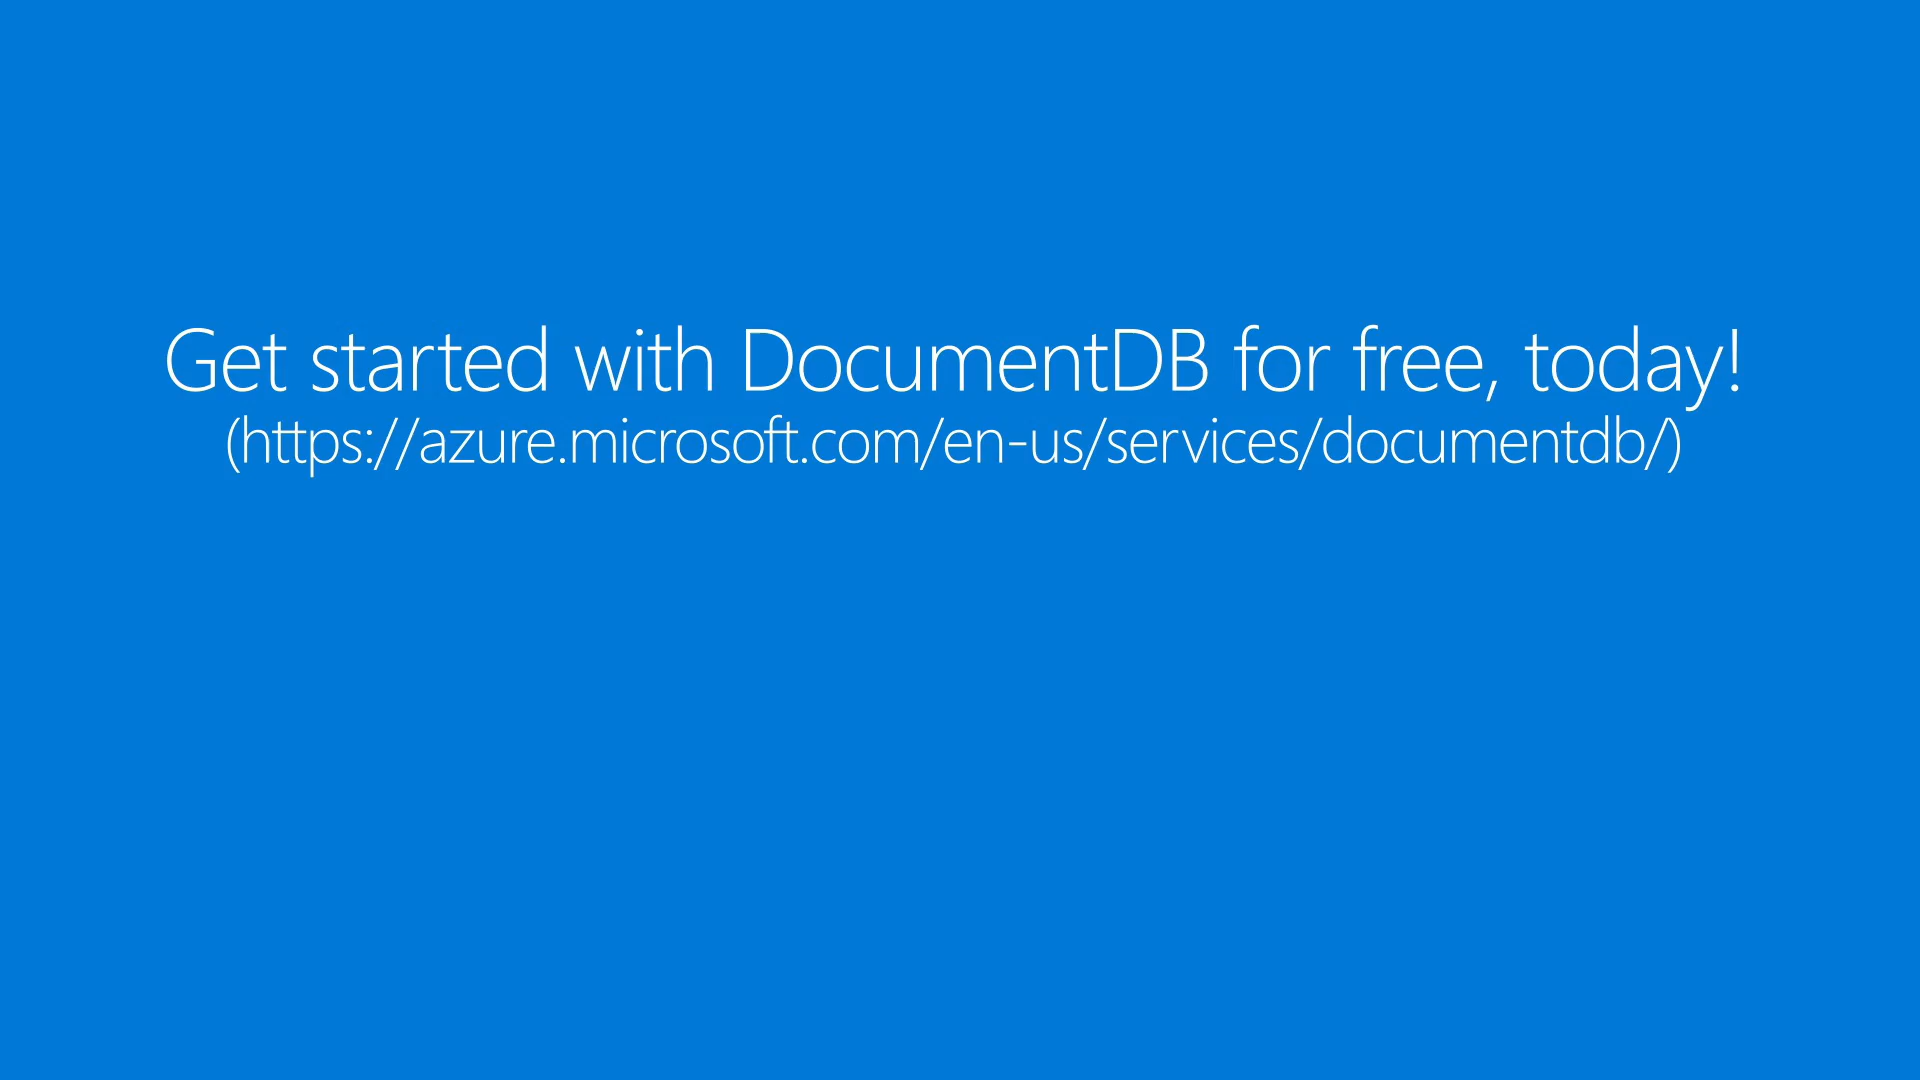 Get started with DocumentDB for free, today!
(https://azure.microsoft.com/en-us/services/documentdb/)